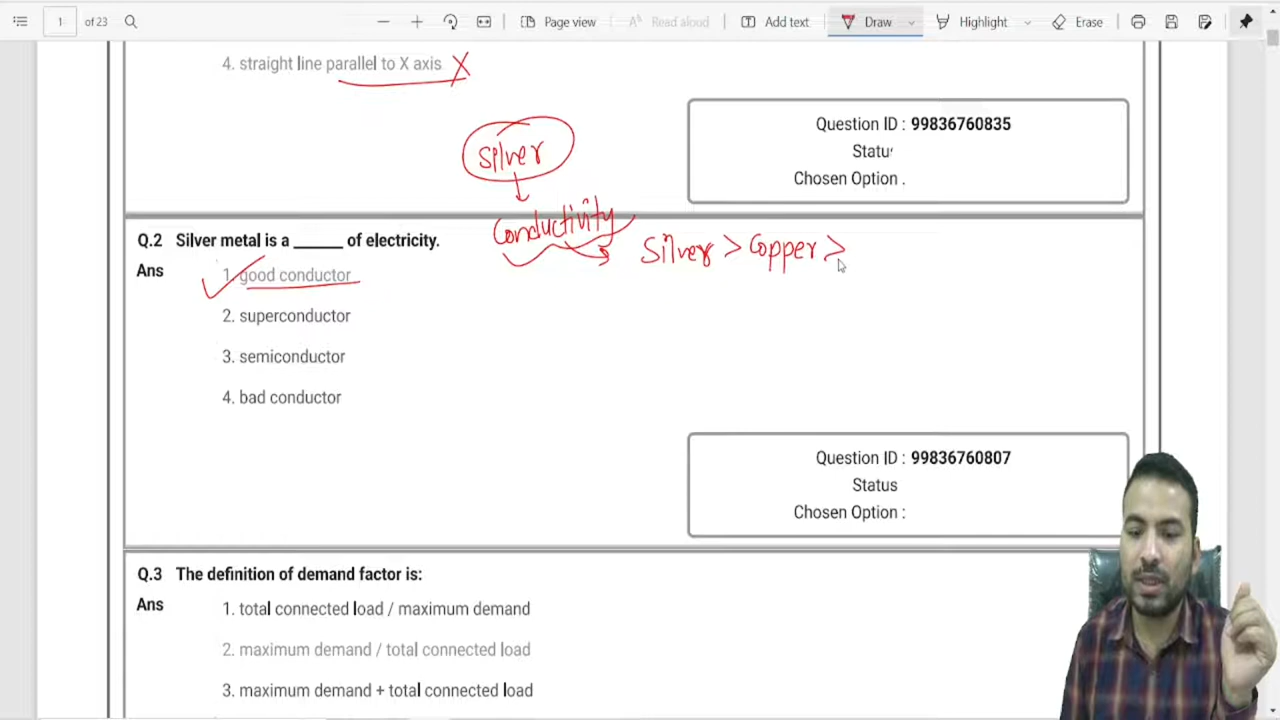 1 of 23 Page view Read aloud Add text Draw Highlight Erase
4. straight line parallel to X axis X
Question ID : 99836760835
Statu
Chosen Option .
Silver
Conductivity
Q.2 Silver metal is a ______ of electricity.
Silver > Copper >
Ans 1. good conductor
2. superconductor
3. semiconductor
4. bad conductor
Question ID : 99836760807
Status
Chosen Option :
Q.3 The definition of demand factor is:
Ans 1. total connected load / maximum demand
2. maximum demand / total connected load
3. maximum demand + total connected load